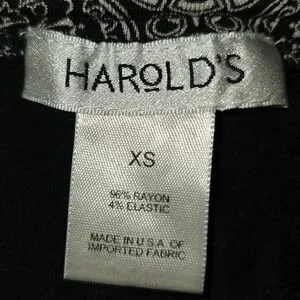 HAROLD'S
XS
96% RAYON
4% ELASTIC
MADE IN U.S.A. OF
IMPORTED FABRIC